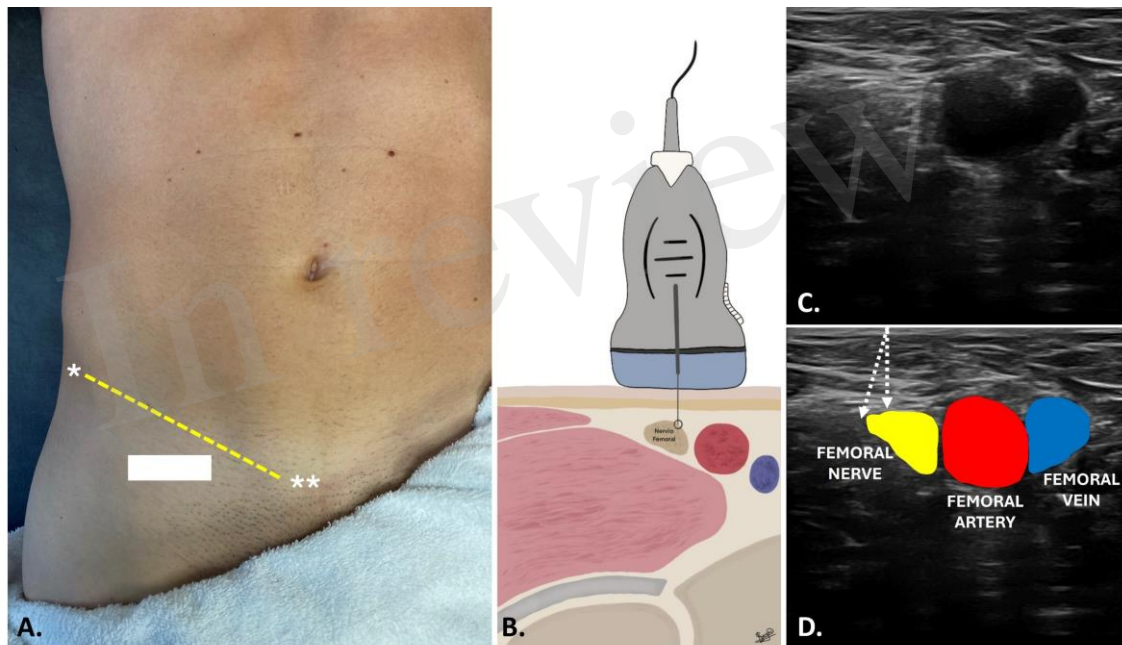 In review
*
**
A.
Nervio
Femoral
B.
C.
FEMORAL
NERVE
FEMORAL
ARTERY
FEMORAL
VEIN
D.